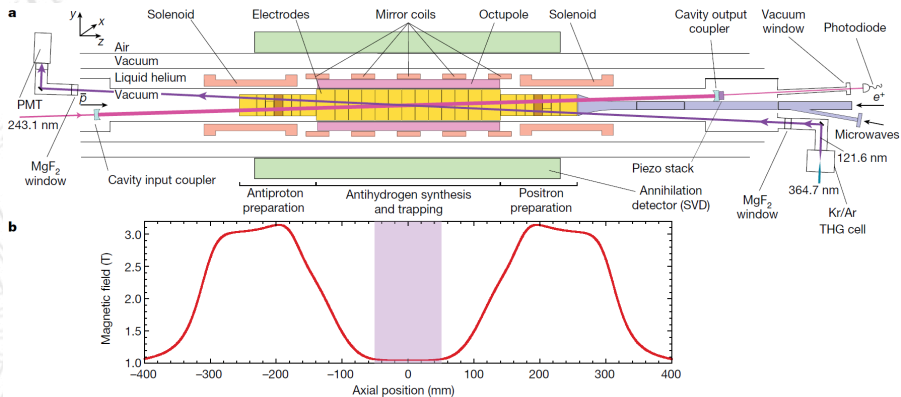 a
y
x
z
Solenoid
Electrodes
Mirror coils
Octupole
Solenoid
Cavity output
coupler
Vacuum
window
Photodiode
Air
Vacuum
Liquid helium
Vacuum
p̅
PMT
243.1 nm
MgF2
window
Cavity input coupler
e+
Microwaves
121.6 nm
364.7 nm
Piezo stack
Annihilation
detector (SVD)
MgF2
window
Kr/Ar
THG cell
Antiproton
preparation
Antihydrogen synthesis
and trapping
Positron
preparation
b
Magnetic field (T)
3.0
2.5
2.0
1.5
1.0
−400 −300 −200 −100 0 100 200 300 400
Axial position (mm)